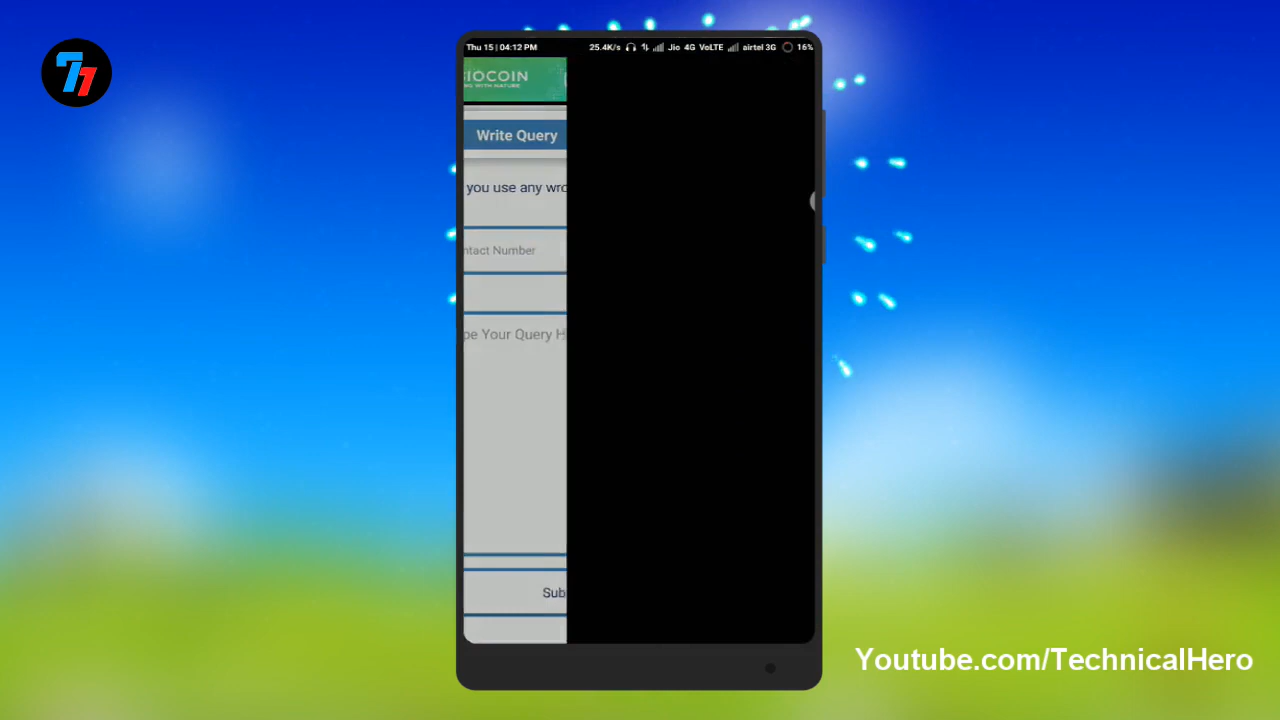 Thu 15 | 04:12 PM 25.4K/s Jio 4G VoLTE airtel 3G 16%
IOCOIN
WITH NATURE
Write Query
you use any wro
ntact Number
pe Your Query H
Sub
Youtube.com/TechnicalHero